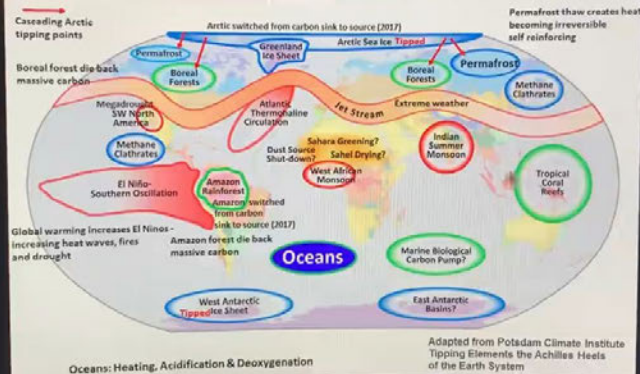 Cascading Arctic
tipping points
Arctic switched from carbon sink to source (2017)
Permafrost thaw creates heat
becoming irreversible
self reinforcing
Arctic Sea Ice Tipped
Permafrost
Greenland
Ice Sheet
Permafrost
Boreal forest die back
massive carbon
Boreal
Forests
Boreal
Forests
Methane
Clathrates
Megadrought
SW North
America
Atlantic
Thermohaline
Circulation
Jet Stream
Extreme weather
Methane
Clathrates
Sahara Greening?
Dust Source
Shut-down?
Sahel Drying?
West African
Monsoon
Indian
Summer
Monsoon
El Niño-
Southern Oscillation
Amazon
Rainforest
Tropical
Coral
Reefs
Amazon switched
from carbon
sink to source (2017)
Global warming increases El Ninos -
increasing heat waves, fires
and drought
Amazon forest die back
massive carbon
Oceans
Marine Biological
Carbon Pump?
West Antarctic
Tipped Ice Sheet
East Antarctic
Basins?
Oceans: Heating, Acidification & Deoxygenation
Adapted from Potsdam Climate Institute
Tipping Elements the Achilles Heels
of the Earth System